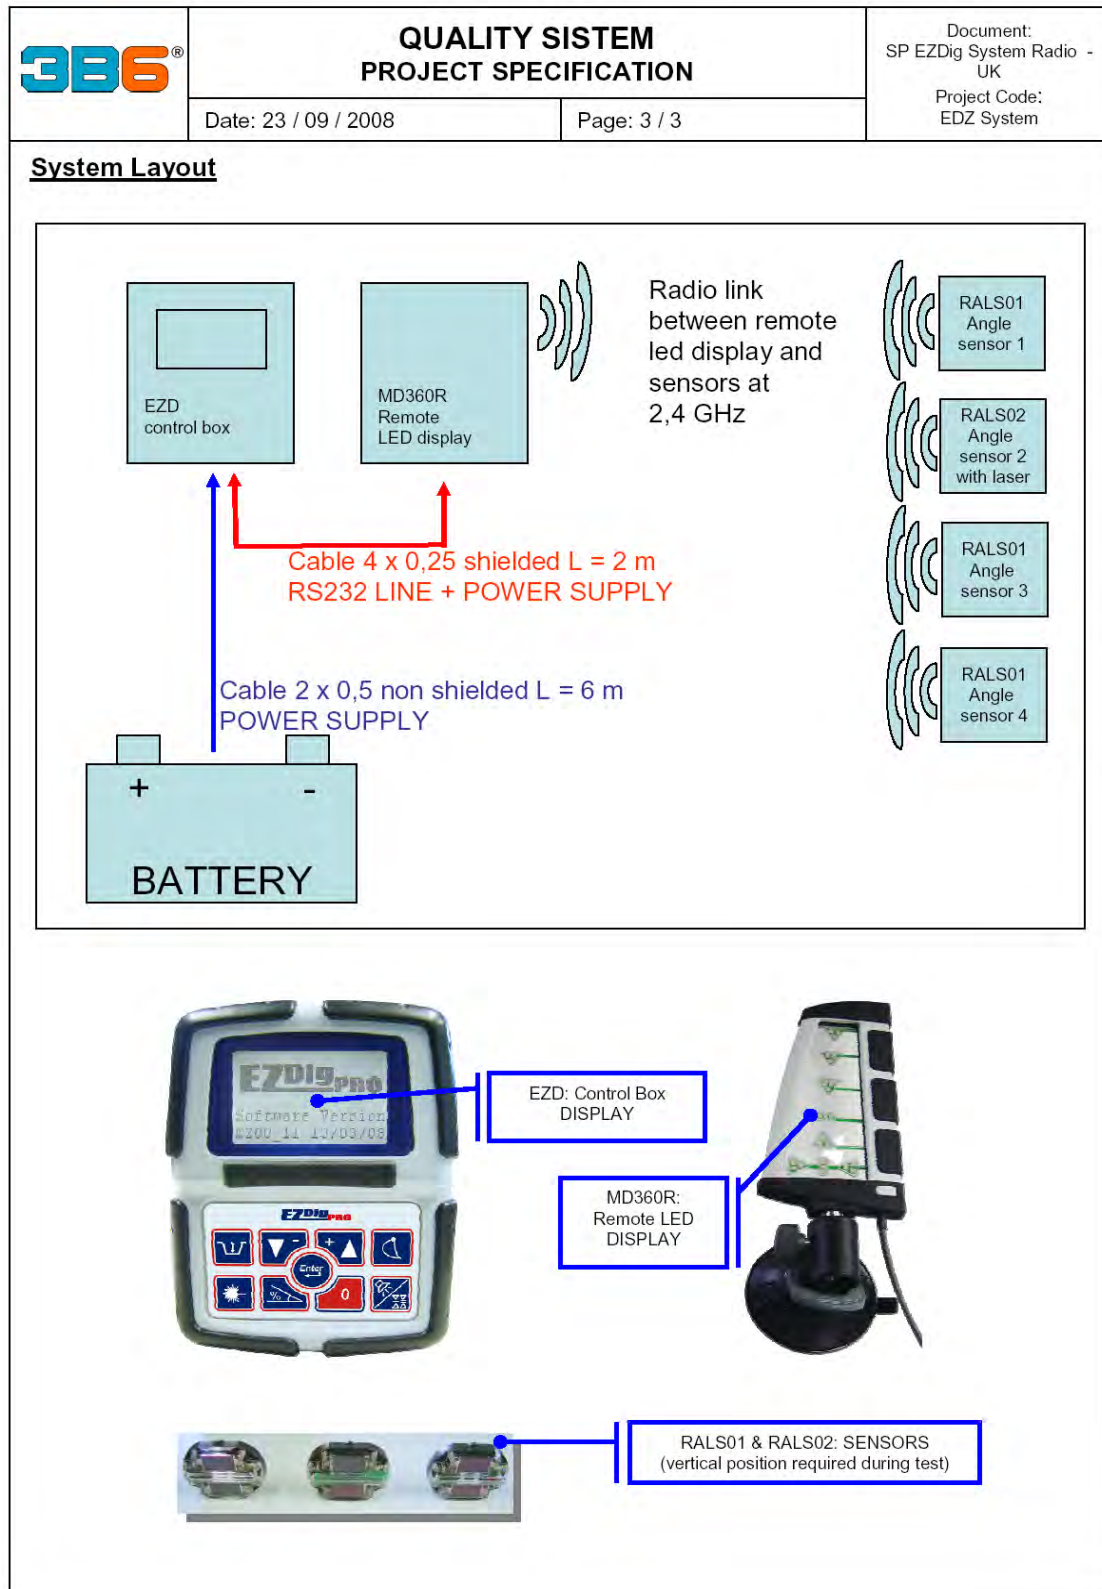 3B6®
QUALITY SISTEM
PROJECT SPECIFICATION
Document:
SP EZDig System Radio -
UK
Project Code:
EDZ System
Date: 23 / 09 / 2008
Page: 3 / 3
System Layout
EZD
control box
MD360R
Remote
LED display
Radio link
between remote
led display and
sensors at
2,4 GHz
RALS01
Angle
sensor 1
RALS02
Angle
sensor 2
with laser
RALS01
Angle
sensor 3
RALS01
Angle
sensor 4
Cable 4 x 0,25 shielded L = 2 m
RS232 LINE + POWER SUPPLY
Cable 2 x 0,5 non shielded L = 6 m
POWER SUPPLY
+ -
BATTERY
EZDig PRO
Software Version
EZ00_11 13/03/08
EZDig PRO
- +
Enter
% 0
EZD: Control Box
DISPLAY
MD360R:
Remote LED
DISPLAY
RALS01 & RALS02: SENSORS
(vertical position required during test)